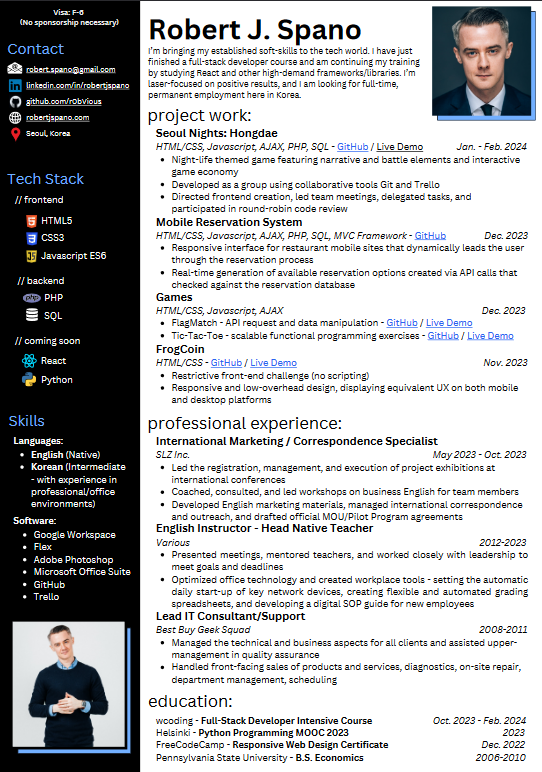 Visa: F-6
(No sponsorship necessary)
Contact
robert.spano@gmail.com
linkedin.com/in/robertjspano
github.com/r0bVious
robertjspano.com
Seoul, Korea
Tech Stack
// frontend
HTML5
CSS3
Javascript ES6
// backend
php PHP
SQL
// coming soon
React
Python
Skills
Languages:
• English (Native)
• Korean (Intermediate
- with experience in
professional/office
environments)
Software:
• Google Workspace
• Flex
• Adobe Photoshop
• Microsoft Office Suite
• GitHub
• Trello
Robert J. Spano
I'm bringing my established soft-skills to the tech world. I have just
finished a full-stack developer course and am continuing my training
by studying React and other high-demand frameworks/libraries. I'm
laser-focused on positive results, and I am looking for full-time,
permanent employment here in Korea.
project work:
Seoul Nights: Hongdae
HTML/CSS, Javascript, AJAX, PHP, SQL - GitHub / Live Demo Jan. - Feb. 2024
• Night-life themed game featuring narrative and battle elements and interactive
game economy
• Developed as a group using collaborative tools Git and Trello
• Directed frontend creation, led team meetings, delegated tasks, and
participated in round-robin code review
Mobile Reservation System
HTML/CSS, Javascript, AJAX, PHP, SQL, MVC Framework - GitHub Dec. 2023
• Responsive interface for restaurant mobile sites that dynamically leads the user
through the reservation process
• Real-time generation of available reservation options created via API calls that
checked against the reservation database
Games
HTML/CSS, Javascript, AJAX Dec. 2023
• FlagMatch - API request and data manipulation - GitHub / Live Demo
• Tic-Tac-Toe - scalable functional programming exercises - GitHub / Live Demo
FrogCoin
HTML/CSS - GitHub / Live Demo Nov. 2023
• Restrictive front-end challenge (no scripting)
• Responsive and low-overhead design, displaying equivalent UX on both mobile
and desktop platforms
professional experience:
International Marketing / Correspondence Specialist
SLZ Inc. May 2023 - Oct. 2023
• Led the registration, management, and execution of project exhibitions at
international conferences
• Coached, consulted, and led workshops on business English for team members
• Developed English marketing materials, managed international correspondence
and outreach, and drafted official MOU/Pilot Program agreements
English Instructor - Head Native Teacher
Various 2012-2023
• Presented meetings, mentored teachers, and worked closely with leadership to
meet goals and deadlines
• Optimized office technology and created workplace tools - setting the automatic
daily start-up of key network devices, creating flexible and automated grading
spreadsheets, and developing a digital SOP guide for new employees
Lead IT Consultant/Support
Best Buy Geek Squad 2008-2011
• Managed the technical and business aspects for all clients and assisted upper-
management in quality assurance
• Handled front-facing sales of products and services, diagnostics, on-site repair,
department management, scheduling
education:
wcoding - Full-Stack Developer Intensive Course Oct. 2023 - Feb. 2024
Helsinki - Python Programming MOOC 2023 2023
FreeCodeCamp - Responsive Web Design Certificate Dec. 2022
Pennsylvania State University - B.S. Economics 2006-2010